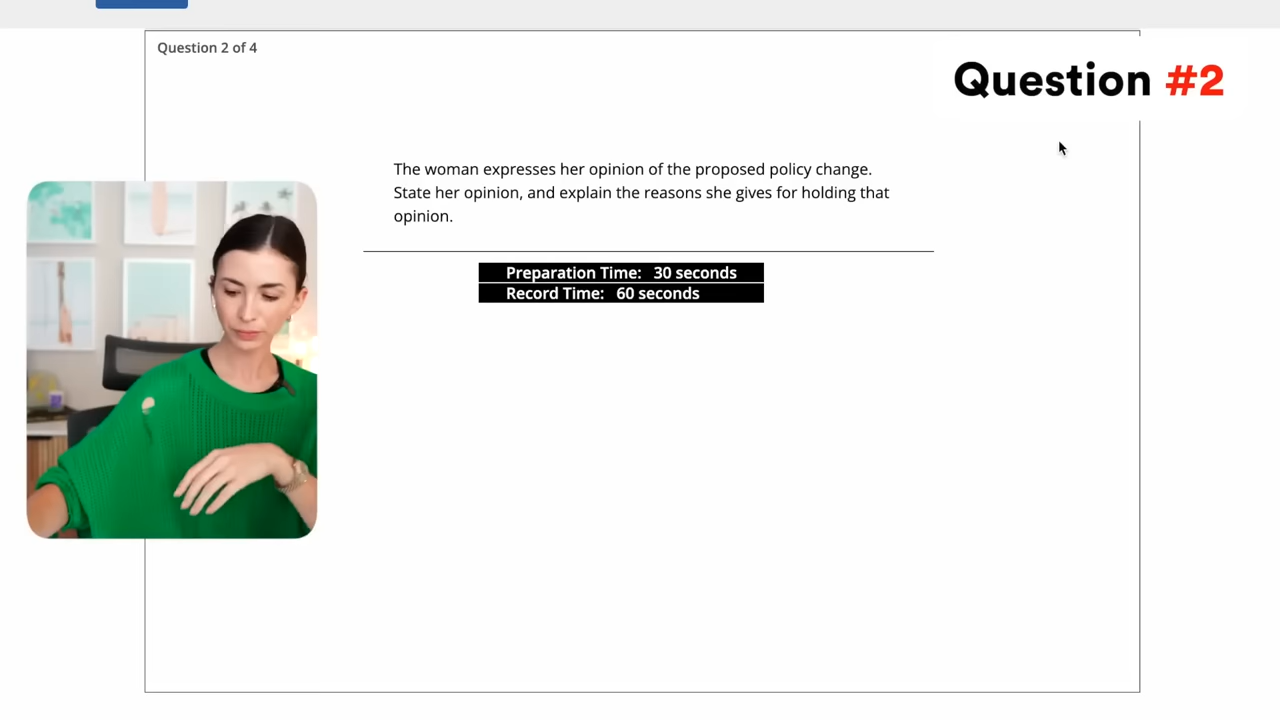 Question 2 of 4
Question #2
The woman expresses her opinion of the proposed policy change.
State her opinion, and explain the reasons she gives for holding that
opinion.
Preparation Time: 30 seconds
Record Time: 60 seconds